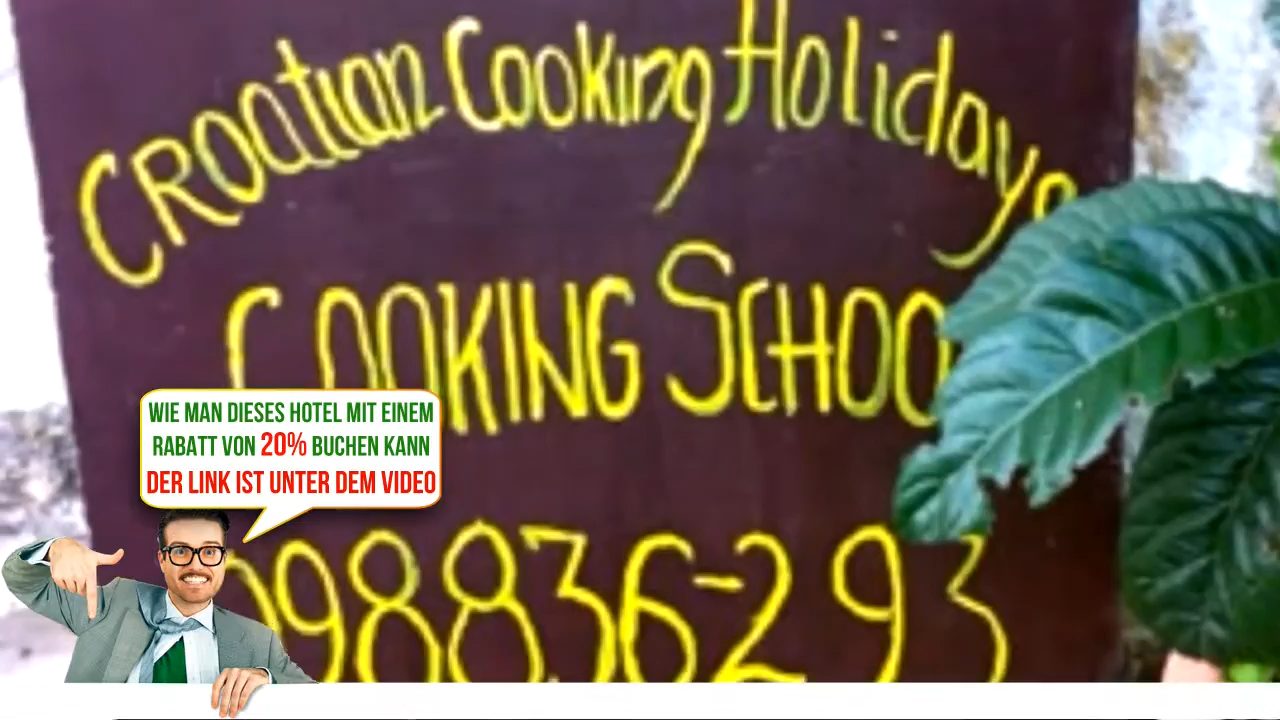 CRoatian Cooking Holidays
COOKING SCHOO
098836-293
WIE MAN DIESES HOTEL MIT EINEM
RABATT VON 20% BUCHEN KANN
DER LINK IST UNTER DEM VIDEO